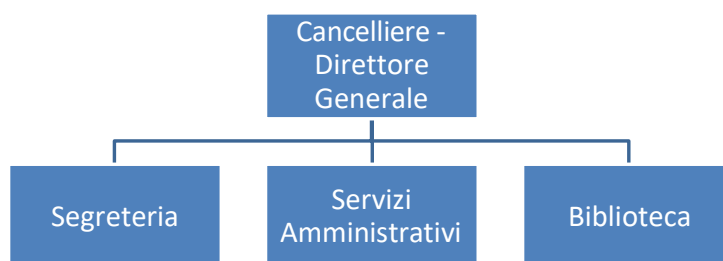 Cancelliere -
Direttore
Generale
Segreteria
Servizi
Amministrativi
Biblioteca